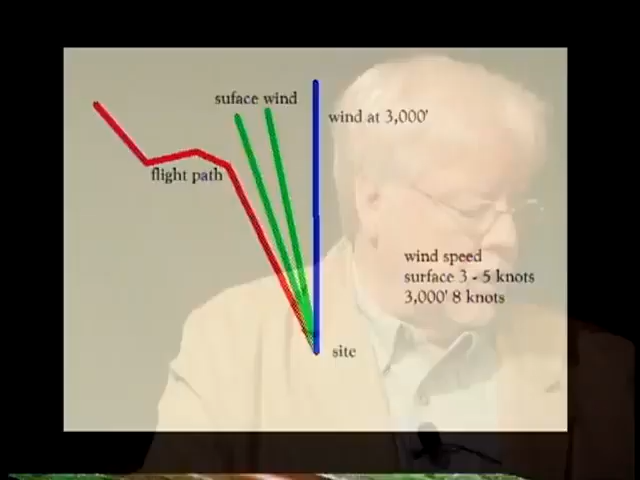 suface wind
wind at 3,000'
flight path
wind speed
surface 3 - 5 knots
3,000' 8 knots
site